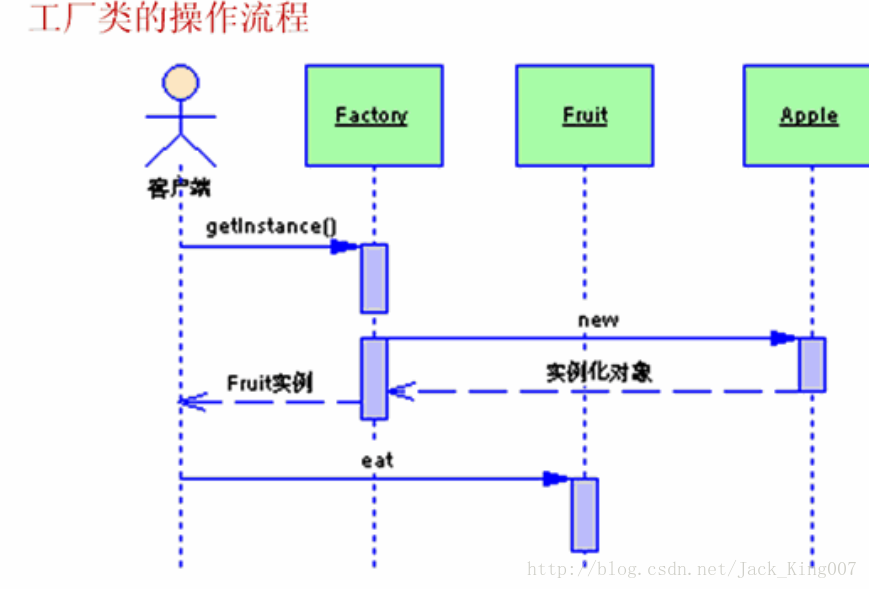 工厂类的操作流程
Factory
Fruit
Apple
客户端
getInstance()
new
Fruit实例
实例化对象
eat
http://blog.csdn.net/Jack_King007